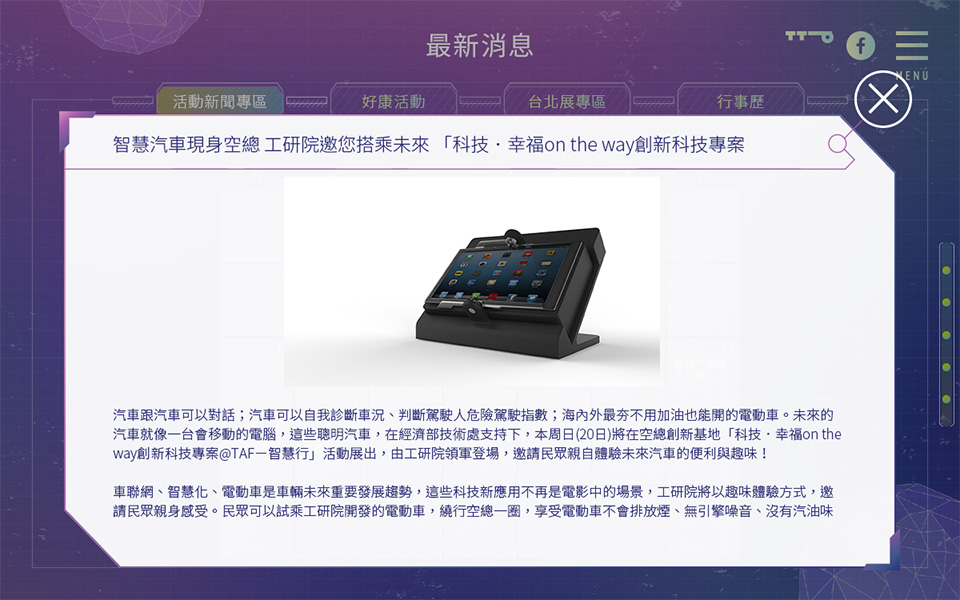 最新消息
MENU
活動新聞專區
好康活動
台北展專區
行事歷
智慧汽車現身空總 工研院邀您搭乘未來 「科技．幸福on the way創新科技專案
汽車跟汽車可以對話；汽車可以自我診斷車況、判斷駕駛人危險駕駛指數；海內外最夯不用加油也能開的電動車。未來的
汽車就像一台會移動的電腦，這些聰明汽車，在經濟部技術處支持下，本周日(20日)將在空總創新基地「科技．幸福on the
way創新科技專案@TAF－智慧行」活動展出，由工研院領軍登場，邀請民眾親自體驗未來汽車的便利與趣味！
車聯網、智慧化、電動車是車輛未來重要發展趨勢，這些科技新應用不再是電影中的場景，工研院將以趣味體驗方式，邀
請民眾親身感受。民眾可以試乘工研院開發的電動車，繞行空總一圈，享受電動車不會排放煙、無引擎噪音、沒有汽油味